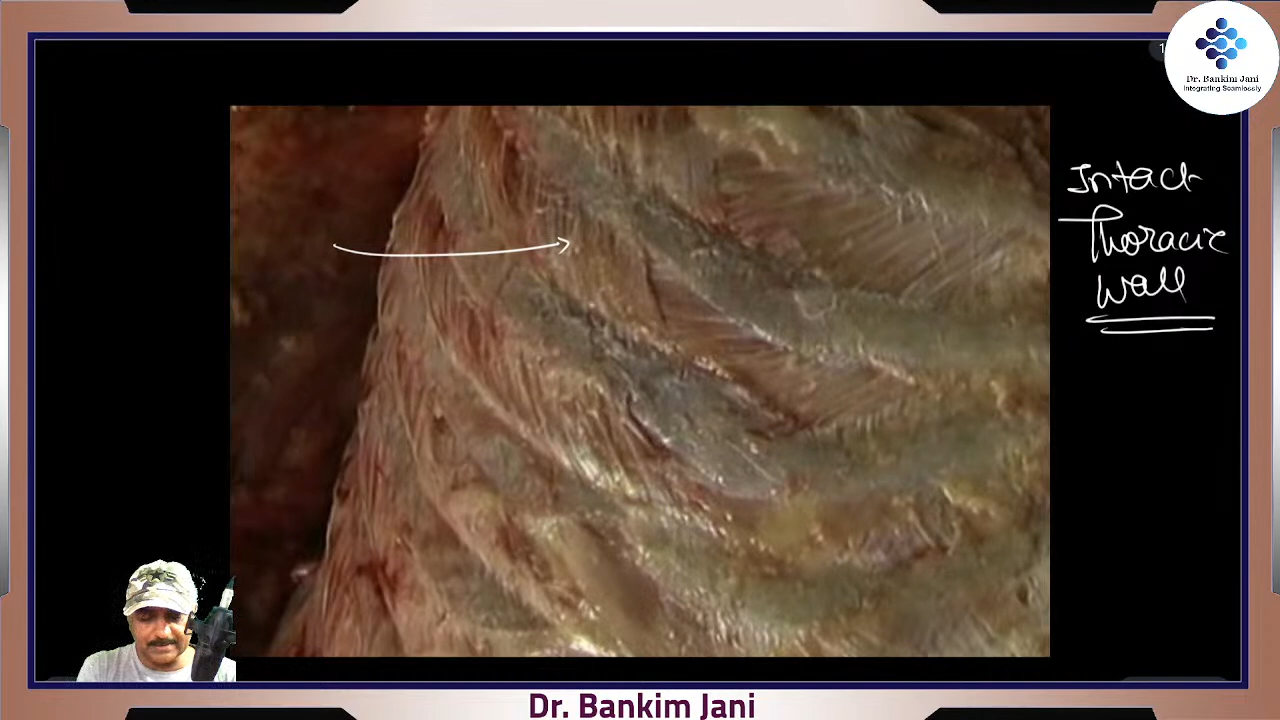 Dr. Bankim Jani
Integrating Seamlessly
Intact
Thoracic
Wall
Dr. Bankim Jani